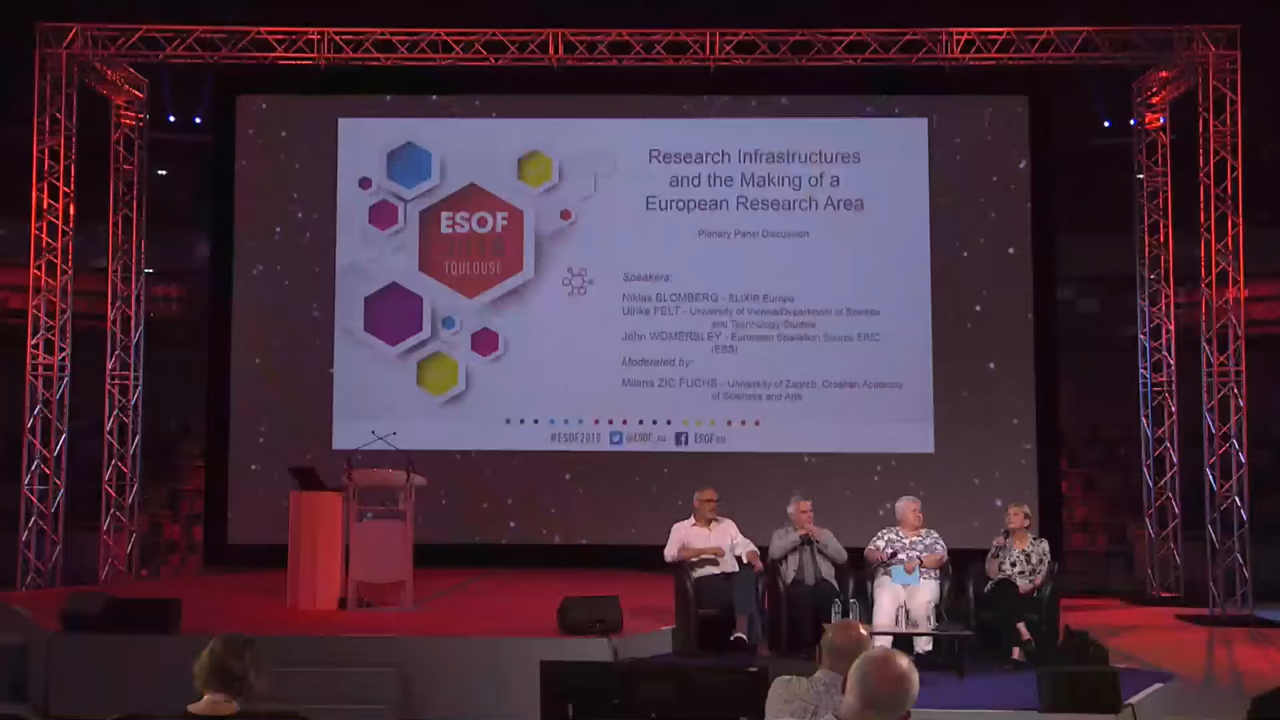 Research Infrastructures
and the Making of a
European Research Area
Plenary Panel Discussion
ESOF
TOULOUSE
Speakers:
Niklas BLOMBERG - ELIXIR Europe
Ulrike FELT - University of Vienna/Department of Science
and Technology Studies
John WOMERSLEY - European Spallation Source ERIC
(ESS)
Moderated by:
Milena ZIC FUCHS - University of Zagreb, Croatian Academy
of Sciences and Arts
#ESOF2018 @ESOF_eu ESOF.eu